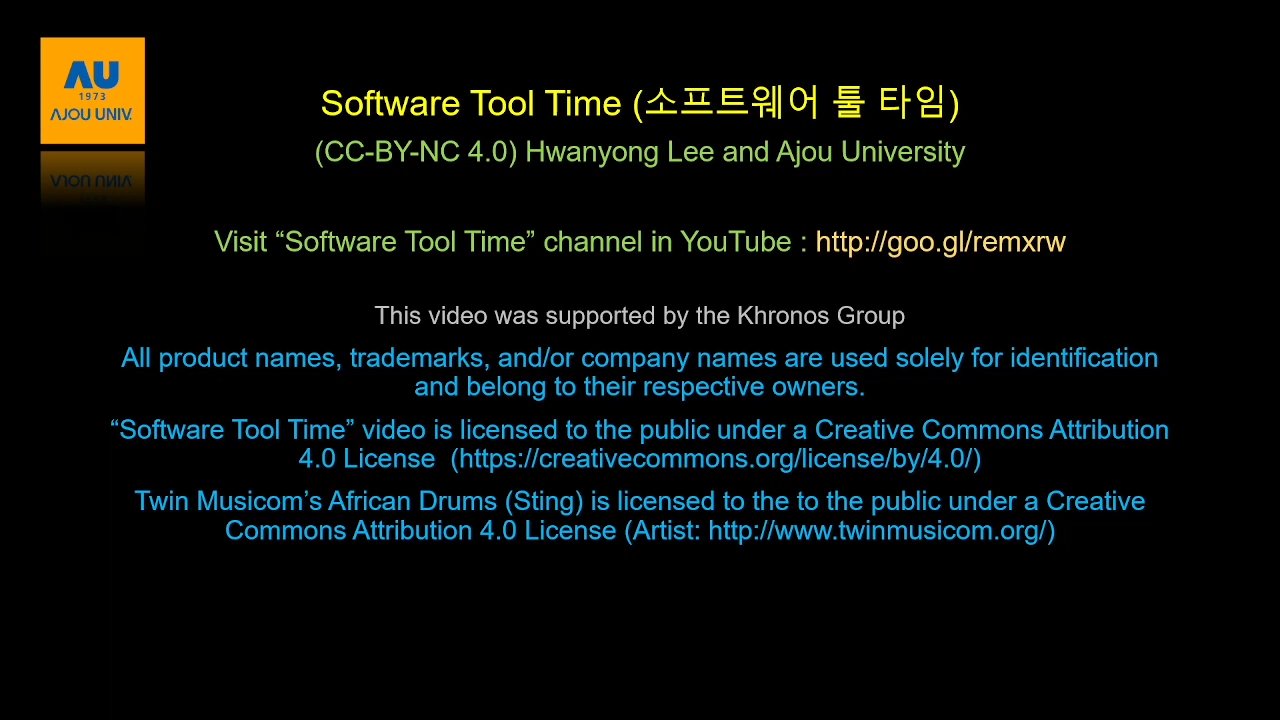 AU
1973
AJOU UNIV.
Software Tool Time (소프트웨어 툴 타임)
(CC-BY-NC 4.0) Hwanyong Lee and Ajou University
Visit “Software Tool Time” channel in YouTube : http://goo.gl/remxrw
This video was supported by the Khronos Group
All product names, trademarks, and/or company names are used solely for identification
and belong to their respective owners.
“Software Tool Time” video is licensed to the public under a Creative Commons Attribution
4.0 License  (https://creativecommons.org/license/by/4.0/)
Twin Musicom’s African Drums (Sting) is licensed to the to the public under a Creative
Commons Attribution 4.0 License (Artist: http://www.twinmusicom.org/)